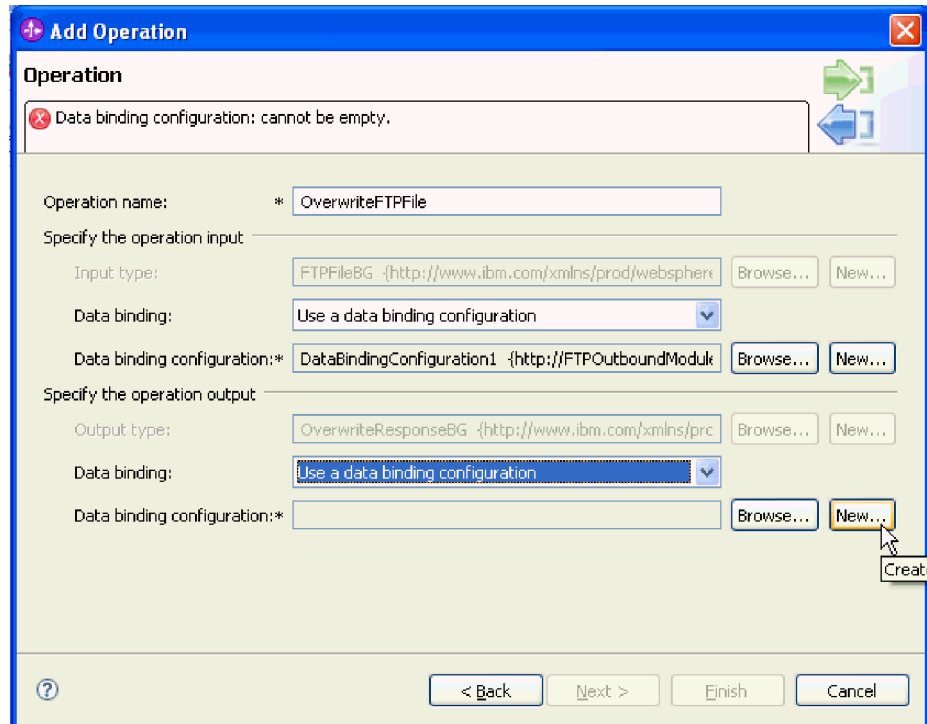 Add Operation
Operation
Data binding configuration: cannot be empty.
Operation name: * OverwriteFTPFile
Specify the operation input
Input type: FTPFileBG {http://www.ibm.com/xmlns/prod/websphere Browse... New...
Data binding: Use a data binding configuration
Data binding configuration:* DataBindingConfiguration1 {http://FTPOutboundModule Browse... New...
Specify the operation output
Output type: OverwriteResponseBG {http://www.ibm.com/xmlns/prc Browse... New...
Data binding: Use a data binding configuration
Data binding configuration:* Browse... New...
Creat
? < Back Next > Finish Cancel